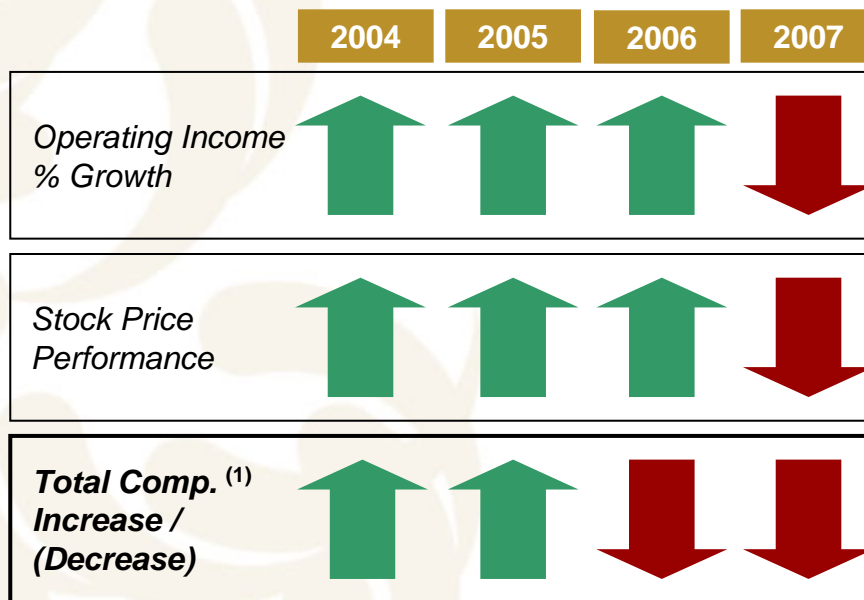 2004 2005 2006 2007
Operating Income
% Growth
Stock Price
Performance
Total Comp. (1)
Increase /
(Decrease)